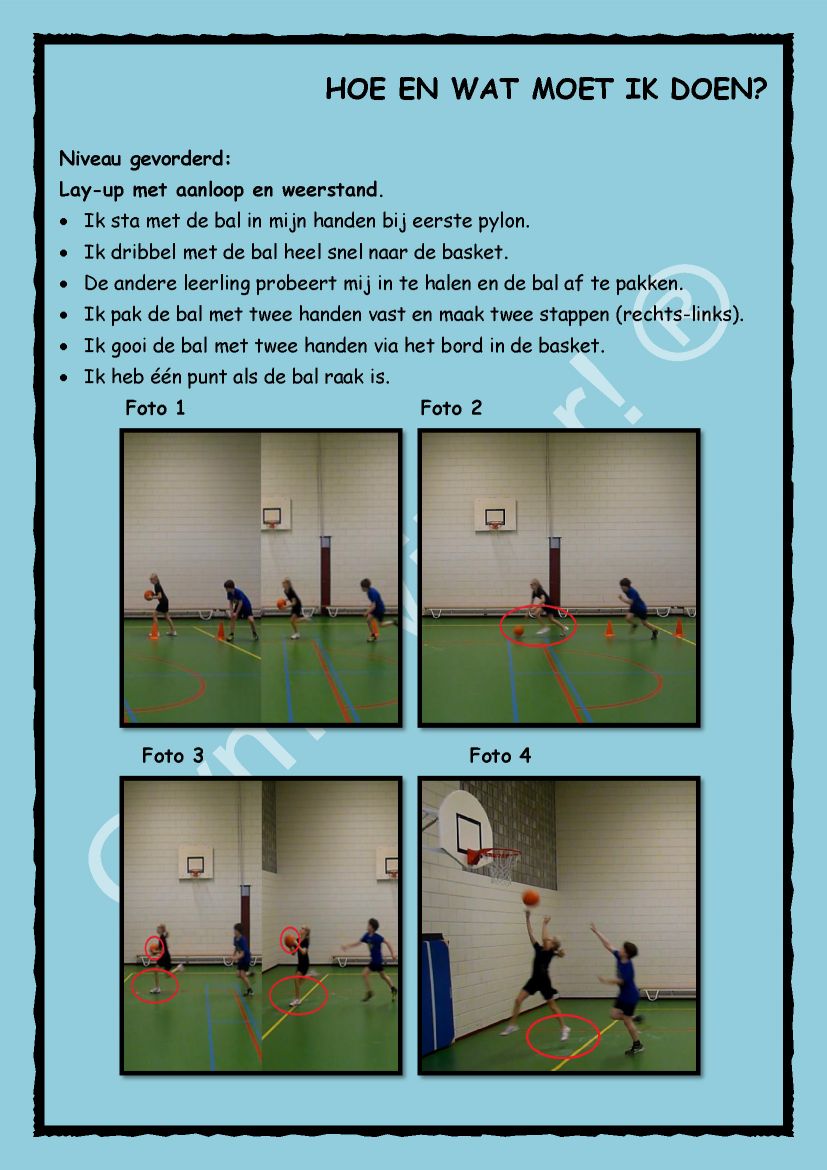 HOE EN WAT MOET IK DOEN?
Niveau gevorderd:
Lay-up met aanloop en weerstand.
• Ik sta met de bal in mijn handen bij eerste pylon.
• Ik dribbel met de bal heel snel naar de basket.
• De andere leerling probeert mij in te halen en de bal af te pakken.
• Ik pak de bal met twee handen vast en maak twee stappen (rechts-links).
• Ik gooi de bal met twee handen via het bord in de basket.
• Ik heb één punt als de bal raak is.
Foto 1 Foto 2
Foto 3 Foto 4